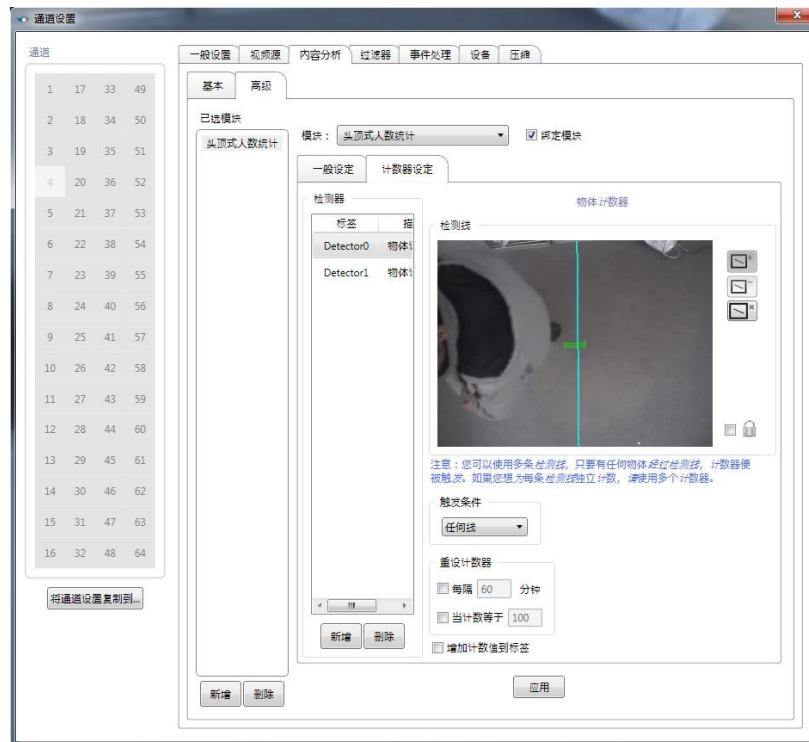 通道设置
通道
一般设置 视频源 内容分析 过滤器 事件处理 设备 压缩
基本 高级
1 17 33 49
2 18 34 50
3 19 35 51
4 20 36 52
5 21 37 53
6 22 38 54
7 23 39 55
8 24 40 56
9 25 41 57
10 26 42 58
11 27 43 59
12 28 44 60
13 29 45 61
14 30 46 62
15 31 47 63
16 32 48 64
将通道设置复制到...
已选模块
头顶式人数统计
新增 删除
模块： 头顶式人数统计 绑定模块
一般设定 计数器设定
检测器
标签 描
Detector0 物体计
Detector1 物体计
新增 删除
物体计数器
检测线
注意：您可以使用多条检测线，只要有任何物体经过检测线，计数器便
被触发。如果您想为每条检测线独立计数，请使用多个计数器。
触发条件
任何线
重设计数器
每隔 60 分钟
当计数等于 100
增加计数值到标签
应用